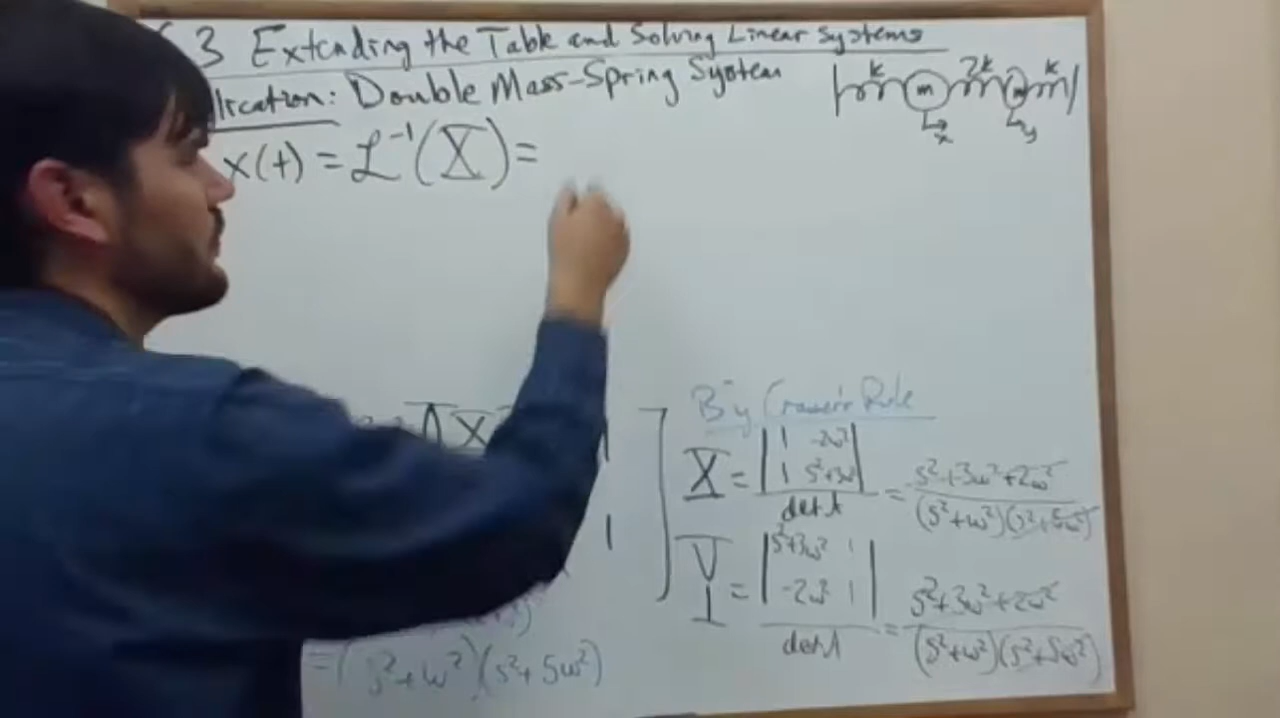 .3 Extending the Table and Solving Linear Systems
lication: Double Mass-Spring System
k 2k k
m m
x y
x(t) = ℒ⁻¹(X) =
By Cramer's Rule
X = | 1 -2ω² | = s²+3ω²+2ω²
| 1 s²+3ω² |
det A (s²+ω²)(s²+5ω²)
Y = | s²+3ω² 1 | = s²+3ω²+2ω²
| -2ω² 1 |
det A (s²+ω²)(s²+5ω²)
1
= (s²+ω²)(s²+5ω²)